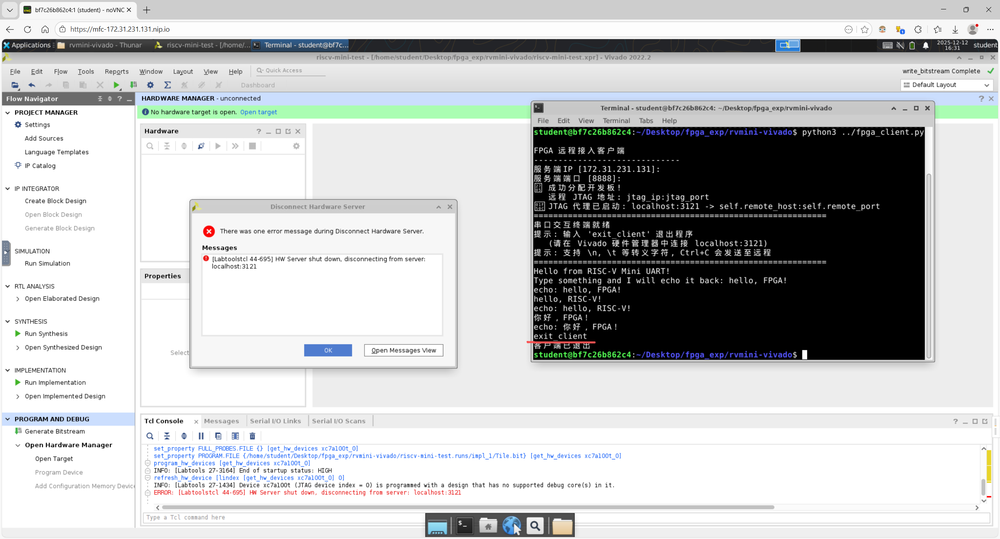 bf7c26b862c4:1 (student) - noVNC
https://mfc-172.31.231.131.nip.io
Applications
rvmini-vivado - Thunar
riscv-mini-test - [/home/...
Terminal - student@bf7c...
2025-12-12
16:31
student
riscv-mini-test - [/home/student/Desktop/fpga_exp/rvmini-vivado/riscv-mini-test.xpr] - Vivado 2022.2
File Edit Flow Tools Reports Window Layout View Help
Quick Access
write_bitstream Complete
Dashboard
Default Layout
Flow Navigator
HARDWARE MANAGER - unconnected
No hardware target is open. Open target
PROJECT MANAGER
Settings
Add Sources
Language Templates
IP Catalog
IP INTEGRATOR
Create Block Design
Open Block Design
Generate Block Design
SIMULATION
Run Simulation
RTL ANALYSIS
Open Elaborated Design
SYNTHESIS
Run Synthesis
Open Synthesized Design
IMPLEMENTATION
Run Implementation
Open Implemented Design
PROGRAM AND DEBUG
Generate Bitstream
Open Hardware Manager
Open Target
Program Device
Add Configuration Memory Device
Hardware
Properties
Select
Disconnect Hardware Server
There was one error message during Disconnect Hardware Server.
Messages
[Labtoolstcl 44-695] HW Server shut down, disconnecting from server:
localhost:3121
OK
Open Messages View
Terminal - student@bf7c26b862c4: ~/Desktop/fpga_exp/rvmini-vivado
File Edit View Terminal Tabs Help
student@bf7c26b862c4:~/Desktop/fpga_exp/rvmini-vivado$ python3 ../fpga_client.py
FPGA 远程接入客户端
------------------------------
服务端IP [172.31.231.131]:
服务端端口 [8888]:
成功分配开发板！
远程 JTAG 地址: jtag_ip:jtag_port
JTAG 代理已启动: localhost:3121 -> self.remote_host:self.remote_port
============================================================
串口交互终端就绪
提示: 输入 'exit_client' 退出程序
(请在 Vivado 硬件管理器中连接 localhost:3121)
提示: 支持 \n, \t 等转义字符, Ctrl+C 会发送至远程
============================================================
Hello from RISC-V Mini UART!
Type something and I will echo it back: hello, FPGA!
echo: hello, FPGA!
hello, RISC-V!
echo: hello, RISC-V!
你好，FPGA！
echo: 你好，FPGA！
exit_client
客户端已退出
student@bf7c26b862c4:~/Desktop/fpga_exp/rvmini-vivado$
Tcl Console
Messages
Serial I/O Links
Serial I/O Scans
set_property FULL_PROBES.FILE {} [get_hw_devices xc7a100t_0]
set_property PROGRAM.FILE {/home/student/Desktop/fpga_exp/rvmini-vivado/riscv-mini-test.runs/impl_1/Tile.bit} [get_hw_devices xc7a100t_0]
program_hw_devices [get_hw_devices xc7a100t_0]
INFO: [Labtools 27-3164] End of startup status: HIGH
refresh_hw_device [lindex [get_hw_devices xc7a100t_0] 0]
INFO: [Labtools 27-1434] Device xc7a100t (JTAG device index = 0) is programmed with a design that has no supported debug core(s) in it.
ERROR: [Labtoolstcl 44-695] HW Server shut down, disconnecting from server: localhost:3121
Type a Tcl command here